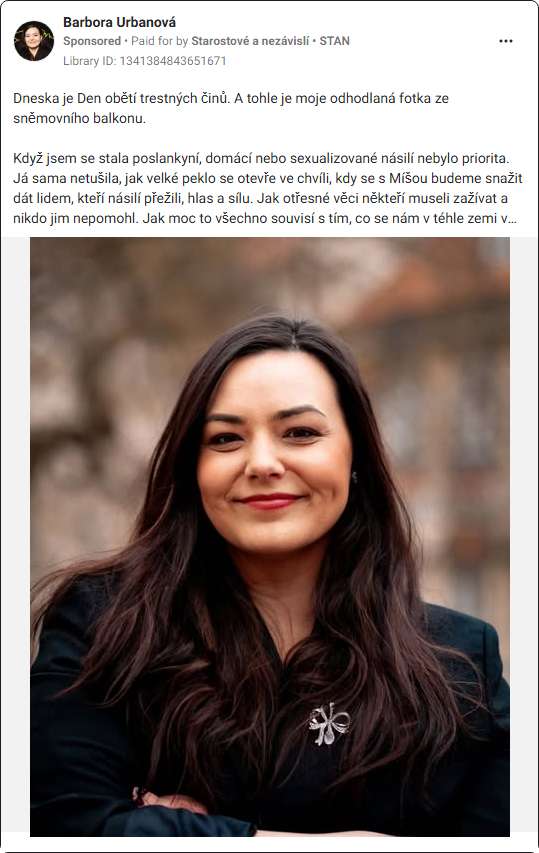 Barbora Urbanová
Sponsored • Paid for by Starostové a nezávislí • STAN
Library ID: 1341384843651671
Dneska je Den obětí trestných činů. A tohle je moje odhodlaná fotka ze
sněmovního balkonu.
Když jsem se stala poslankyní, domácí nebo sexualizované násilí nebylo priorita.
Já sama netušila, jak velké peklo se otevře ve chvíli, kdy se s Míšou budeme snažit
dát lidem, kteří násilí přežili, hlas a sílu. Jak otřesné věci někteří museli zažívat a
nikdo jim nepomohl. Jak moc to všechno souvisí s tím, co se nám v téhle zemi v…